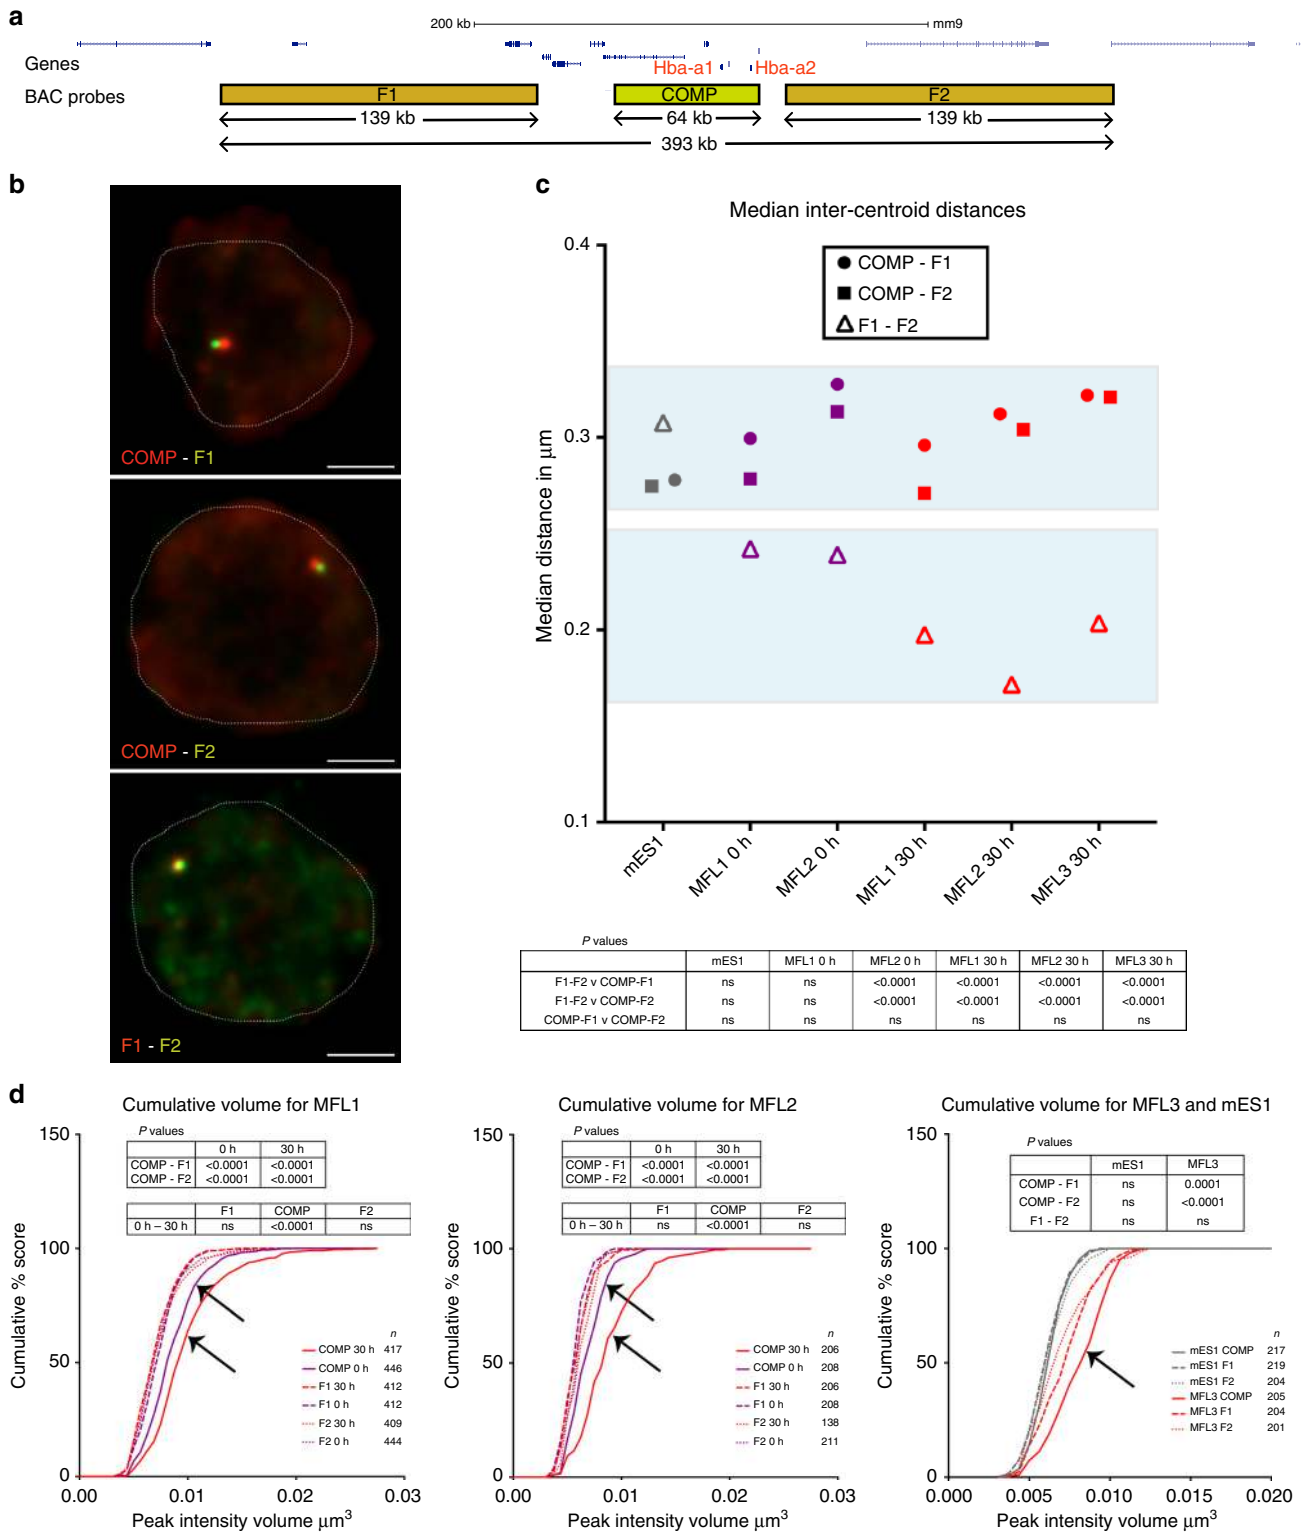 a
200 kb
mm9
Genes
Hba-a1
Hba-a2
BAC probes
F1
COMP
F2
139 kb
64 kb
139 kb
393 kb
b
COMP - F1
COMP - F2
F1 - F2
c
Median inter-centroid distances
COMP - F1
COMP - F2
F1 - F2
Median distance in μm
0.4
0.3
0.2
0.1
mES1
MFL1 0 h
MFL2 0 h
MFL1 30 h
MFL2 30 h
MFL3 30 h
P values
mES1 MFL1 0 h MFL2 0 h MFL1 30 h MFL2 30 h MFL3 30 h
F1-F2 v COMP-F1 ns ns <0.0001 <0.0001 <0.0001 <0.0001
F1-F2 v COMP-F2 ns ns <0.0001 <0.0001 <0.0001 <0.0001
COMP-F1 v COMP-F2 ns ns ns ns ns ns
d
Cumulative volume for MFL1
P values
0 h 30 h
COMP - F1 <0.0001 <0.0001
COMP - F2 <0.0001 <0.0001
F1 COMP F2
0 h – 30 h ns <0.0001 ns
Cumulative % score
150
100
50
0
n
COMP 30 h 417
COMP 0 h 446
F1 30 h 412
F1 0 h 412
F2 30 h 409
F2 0 h 444
0.00 0.01 0.02 0.03
Peak intensity volume μm³
Cumulative volume for MFL2
P values
0 h 30 h
COMP - F1 <0.0001 <0.0001
COMP - F2 <0.0001 <0.0001
F1 COMP F2
0 h – 30 h ns <0.0001 ns
Cumulative % score
150
100
50
0
n
COMP 30 h 206
COMP 0 h 208
F1 30 h 206
F1 0 h 208
F2 30 h 138
F2 0 h 211
0.00 0.01 0.02 0.03
Peak intensity volume μm³
Cumulative volume for MFL3 and mES1
P values
mES1 MFL3
COMP - F1 ns 0.0001
COMP - F2 ns <0.0001
F1 - F2 ns ns
Cumulative % score
150
100
50
0
n
mES1 COMP 217
mES1 F1 219
mES1 F2 204
MFL3 COMP 205
MFL3 F1 204
MFL3 F2 201
0.000 0.005 0.010 0.015 0.020
Peak intensity volume μm³